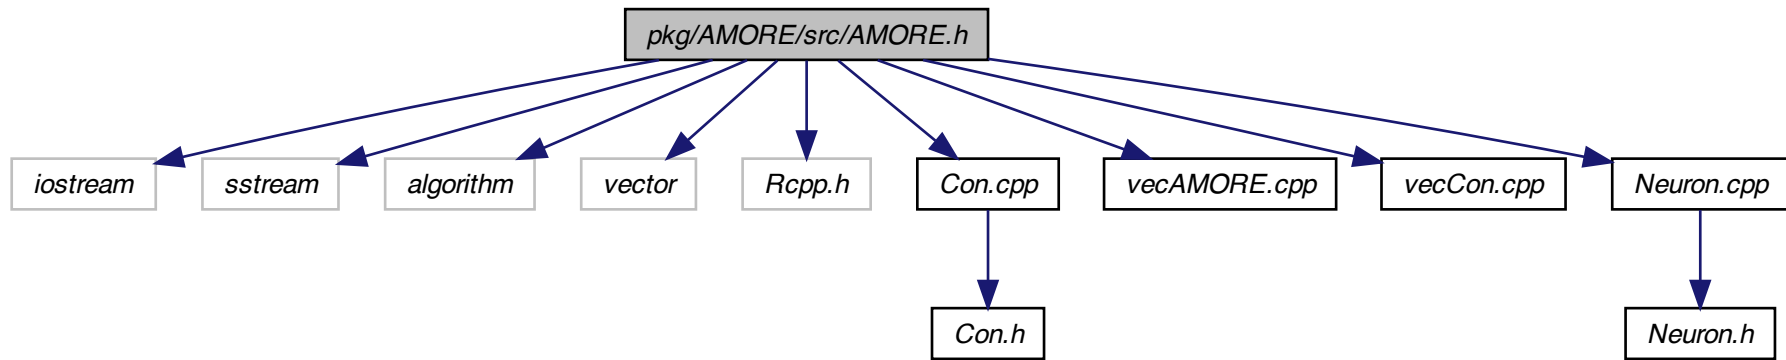 pkg/AMORE/src/AMORE.h
iostream
sstream
algorithm
vector
Rcpp.h
Con.cpp
vecAMORE.cpp
vecCon.cpp
Neuron.cpp
Con.h
Neuron.h